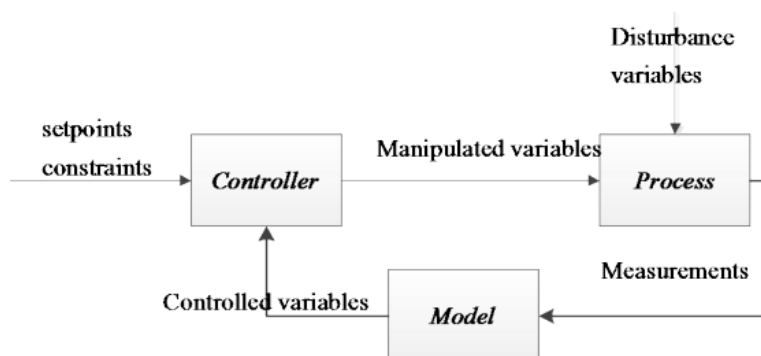 Disturbance
variables
setpoints
constraints
Controller
Manipulated variables
Process
Measurements
Controlled variables
Model